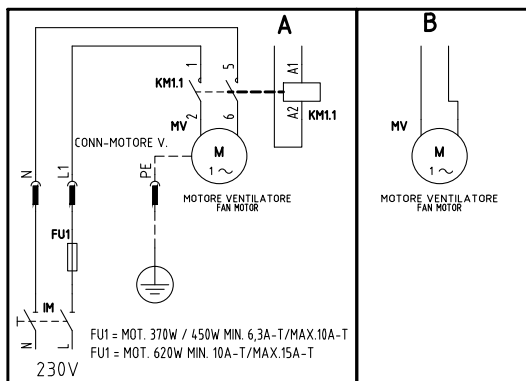 A
B
1
5
A1
KM1.1
A2
KM1.1
2
6
MV
MV
CONN-MOTORE V.
M
1 ~
M
1 ~
N
L1
PE
MOTORE VENTILATORE
FAN MOTOR
MOTORE VENTILATORE
FAN MOTOR
FU1
IM
N
L
FU1 = MOT. 370W / 450W MIN. 6,3A-T/MAX.10A-T
FU1 = MOT. 620W MIN. 10A-T/MAX.15A-T
230V